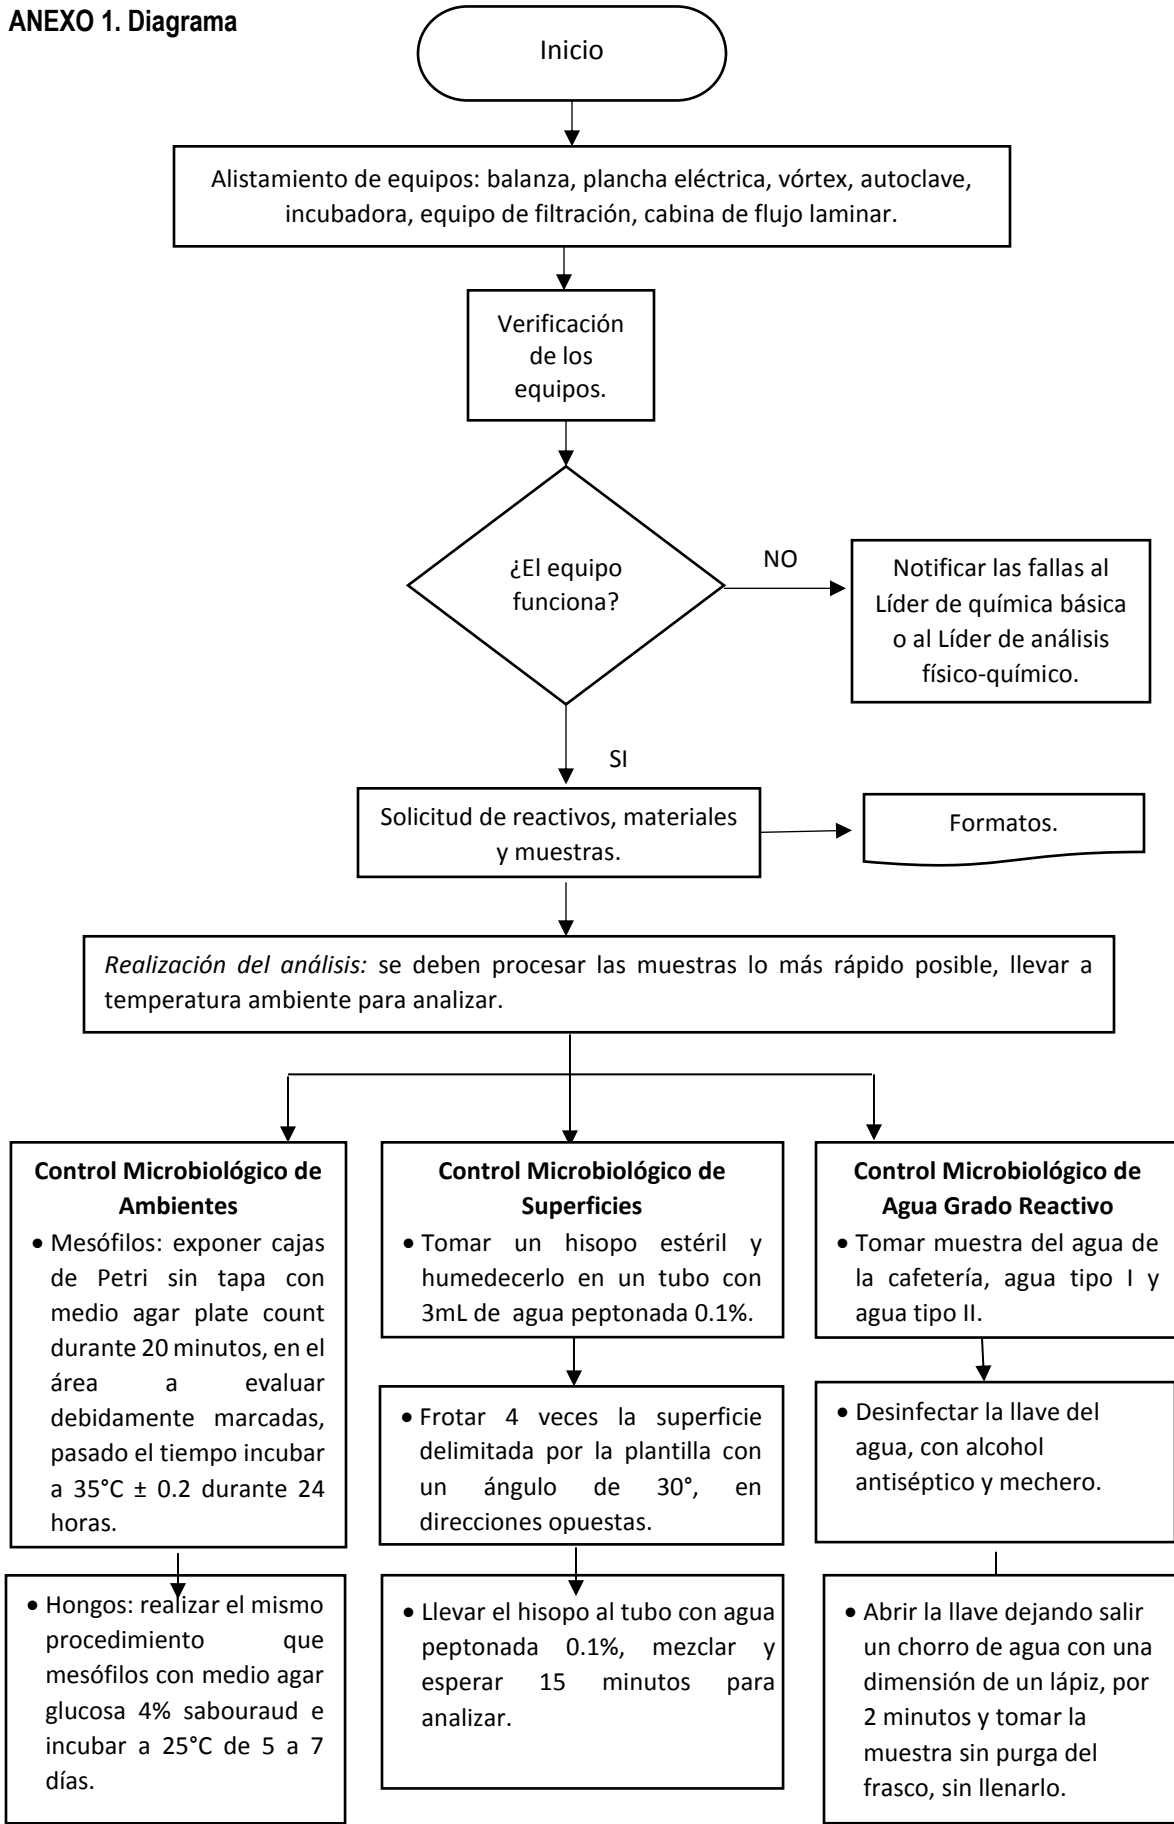 ANEXO 1. Diagrama
Inicio
Alistamiento de equipos: balanza, plancha eléctrica, vórtex, autoclave,
incubadora, equipo de filtración, cabina de flujo laminar.
Verificación
de los
equipos.
¿El equipo
funciona?
NO
Notificar las fallas al
Líder de química básica
o al Líder de análisis
físico-químico.
SI
Solicitud de reactivos, materiales
y muestras.
Formatos.
Realización del análisis: se deben procesar las muestras lo más rápido posible, llevar a
temperatura ambiente para analizar.
Control Microbiológico de
Ambientes
• Mesófilos: exponer cajas
de Petri sin tapa con
medio agar plate count
durante 20 minutos, en el
área a evaluar
debidamente marcadas,
pasado el tiempo incubar
a 35°C ± 0.2 durante 24
horas.
• Hongos: realizar el mismo
procedimiento que
mesófilos con medio agar
glucosa 4% sabouraud e
incubar a 25°C de 5 a 7
días.
Control Microbiológico de
Superficies
• Tomar un hisopo estéril y
humedecerlo en un tubo con
3mL de agua peptonada 0.1%.
• Frotar 4 veces la superficie
delimitada por la plantilla con
un ángulo de 30°, en
direcciones opuestas.
• Llevar el hisopo al tubo con agua
peptonada 0.1%, mezclar y
esperar 15 minutos para
analizar.
Control Microbiológico de
Agua Grado Reactivo
• Tomar muestra del agua de
la cafetería, agua tipo I y
agua tipo II.
• Desinfectar la llave del
agua, con alcohol
antiséptico y mechero.
• Abrir la llave dejando salir
un chorro de agua con una
dimensión de un lápiz, por
2 minutos y tomar la
muestra sin purga del
frasco, sin llenarlo.